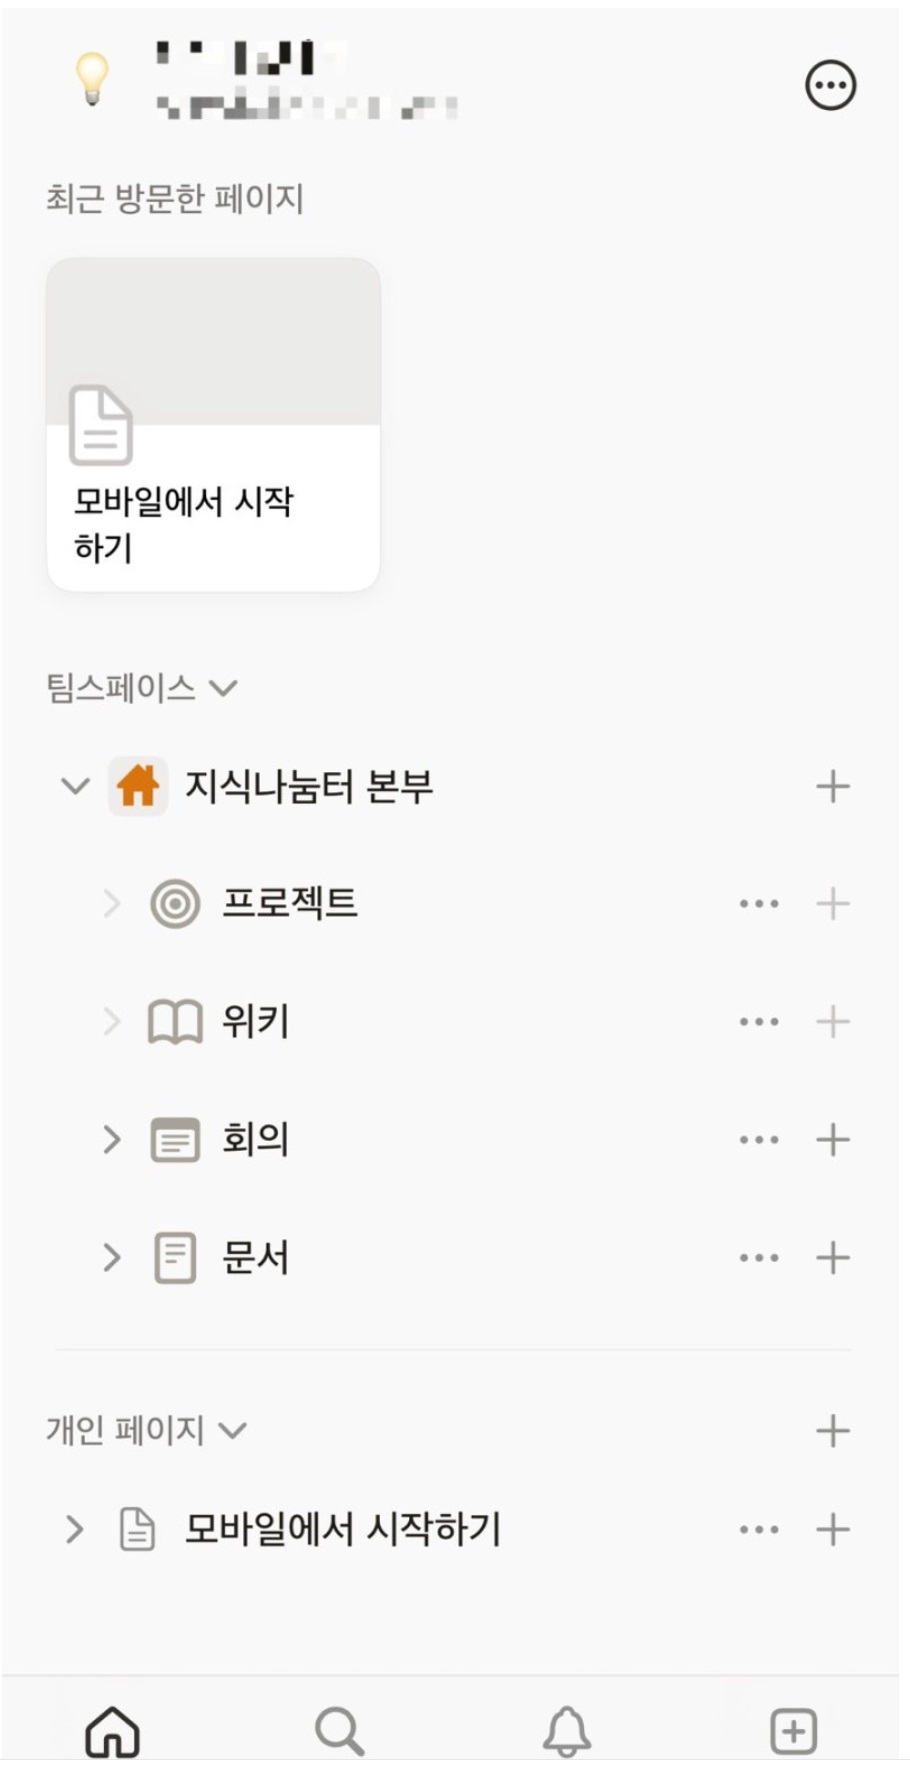 최근 방문한 페이지
모바일에서 시작
하기
팀스페이스
지식나눔터 본부
프로젝트
위키
회의
문서
개인 페이지
모바일에서 시작하기